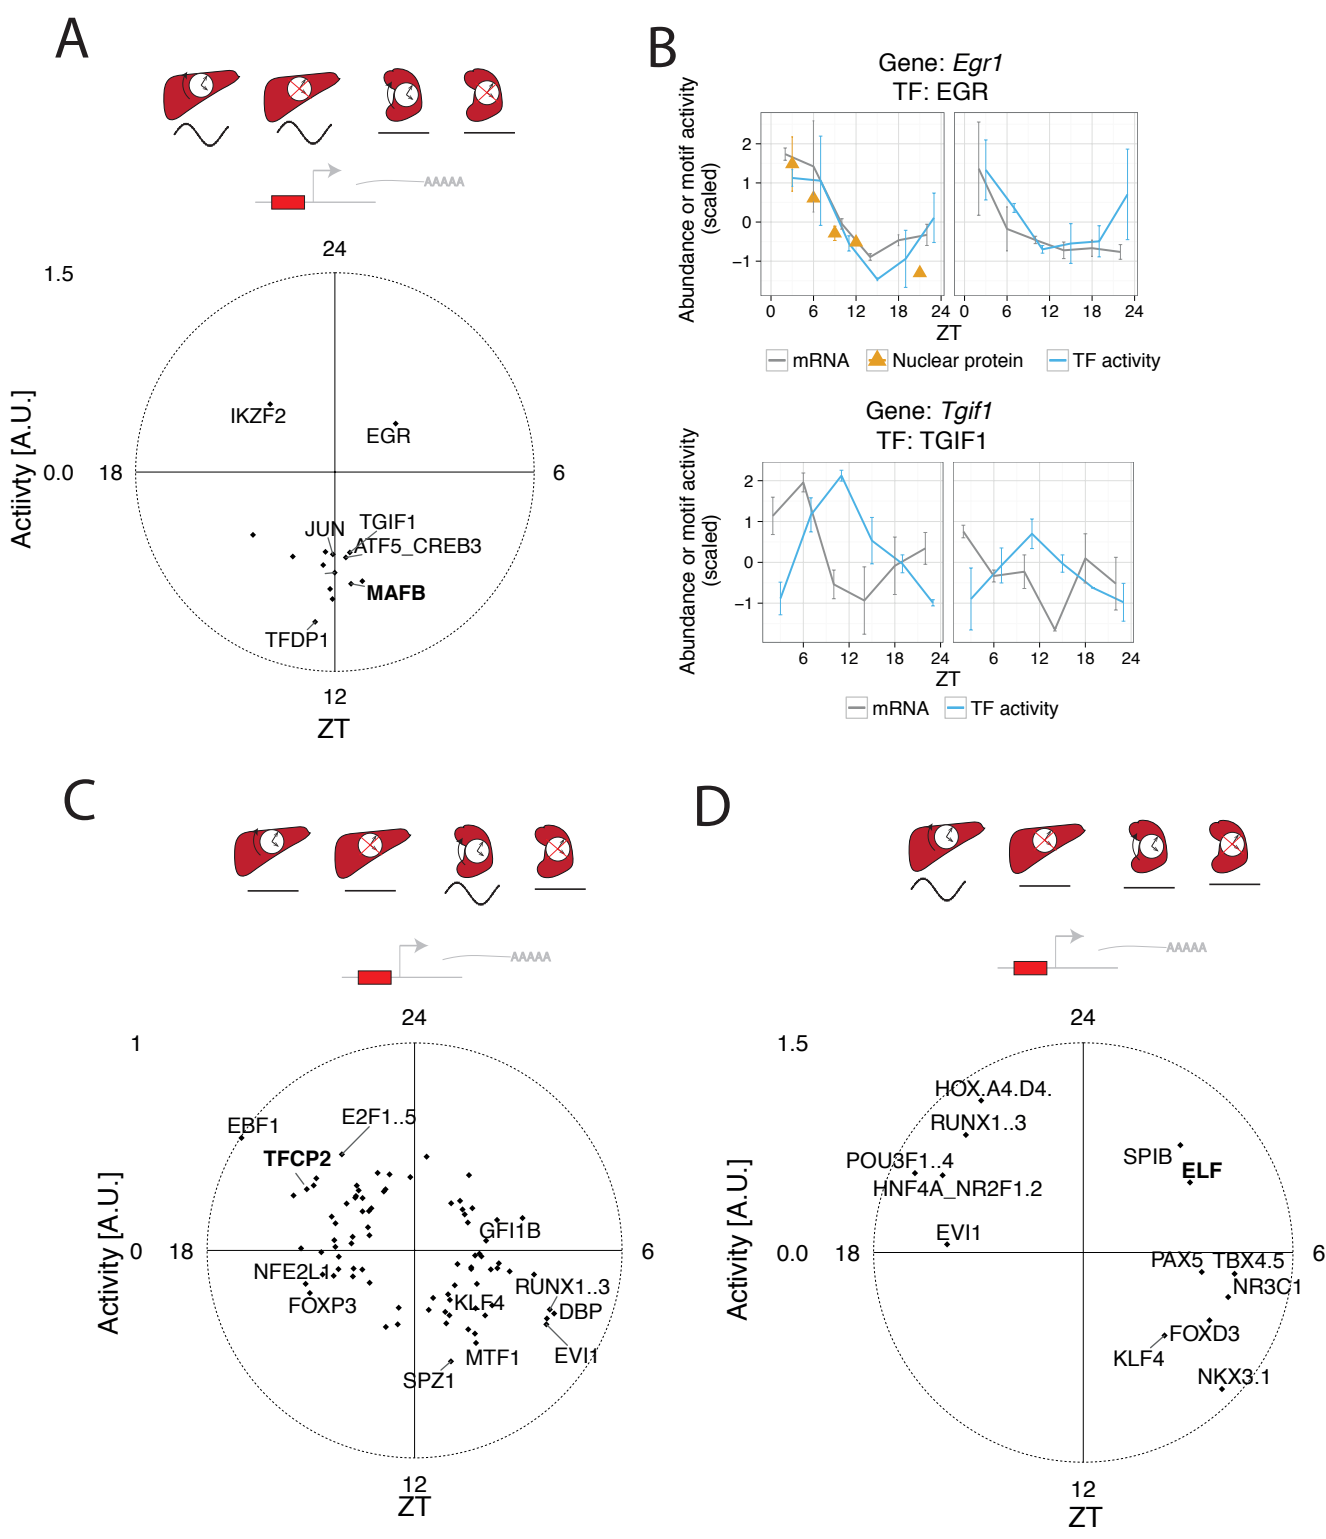 A
AAAAA
24
1.5
Actiivty [A.U.]
0.0
18
6
IKZF2
EGR
JUN
TGIF1
ATF5_CREB3
MAFB
TFDP1
12
ZT
B
Gene: Egr1
TF: EGR
Abundance or motif activity
(scaled)
2
1
0
−1
0 6 12 18 24 0 6 12 18 24
ZT
mRNA Nuclear protein TF activity
Gene: Tgif1
TF: TGIF1
Abundance or motif activity
(scaled)
2
1
0
−1
6 12 18 24 6 12 18 24
ZT
mRNA TF activity
C
AAAAA
24
1
Activity [A.U.]
0
18
6
EBF1
E2F1..5
TFCP2
GFI1B
NFE2L1
FOXP3
RUNX1..3
KLF4
DBP
EVI1
MTF1
SPZ1
12
ZT
D
AAAAA
24
1.5
Activity [A.U.]
0.0
18
6
HOX.A4.D4.
RUNX1..3
POU3F1..4
HNF4A_NR2F1.2
EVI1
SPIB
ELF
PAX5
TBX4.5
NR3C1
FOXD3
KLF4
NKX3.1
12
ZT